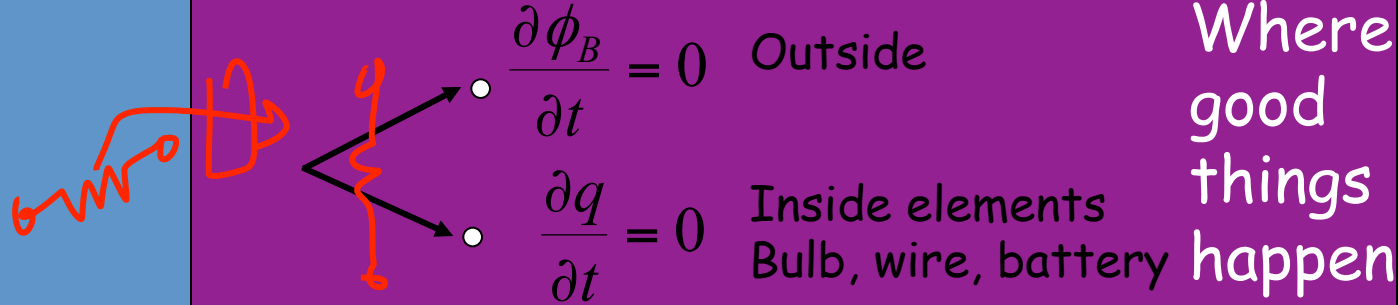 ∂ϕ_B/∂t = 0 Outside
∂q/∂t = 0 Inside elements
Bulb, wire, battery
Where
good
things
happen